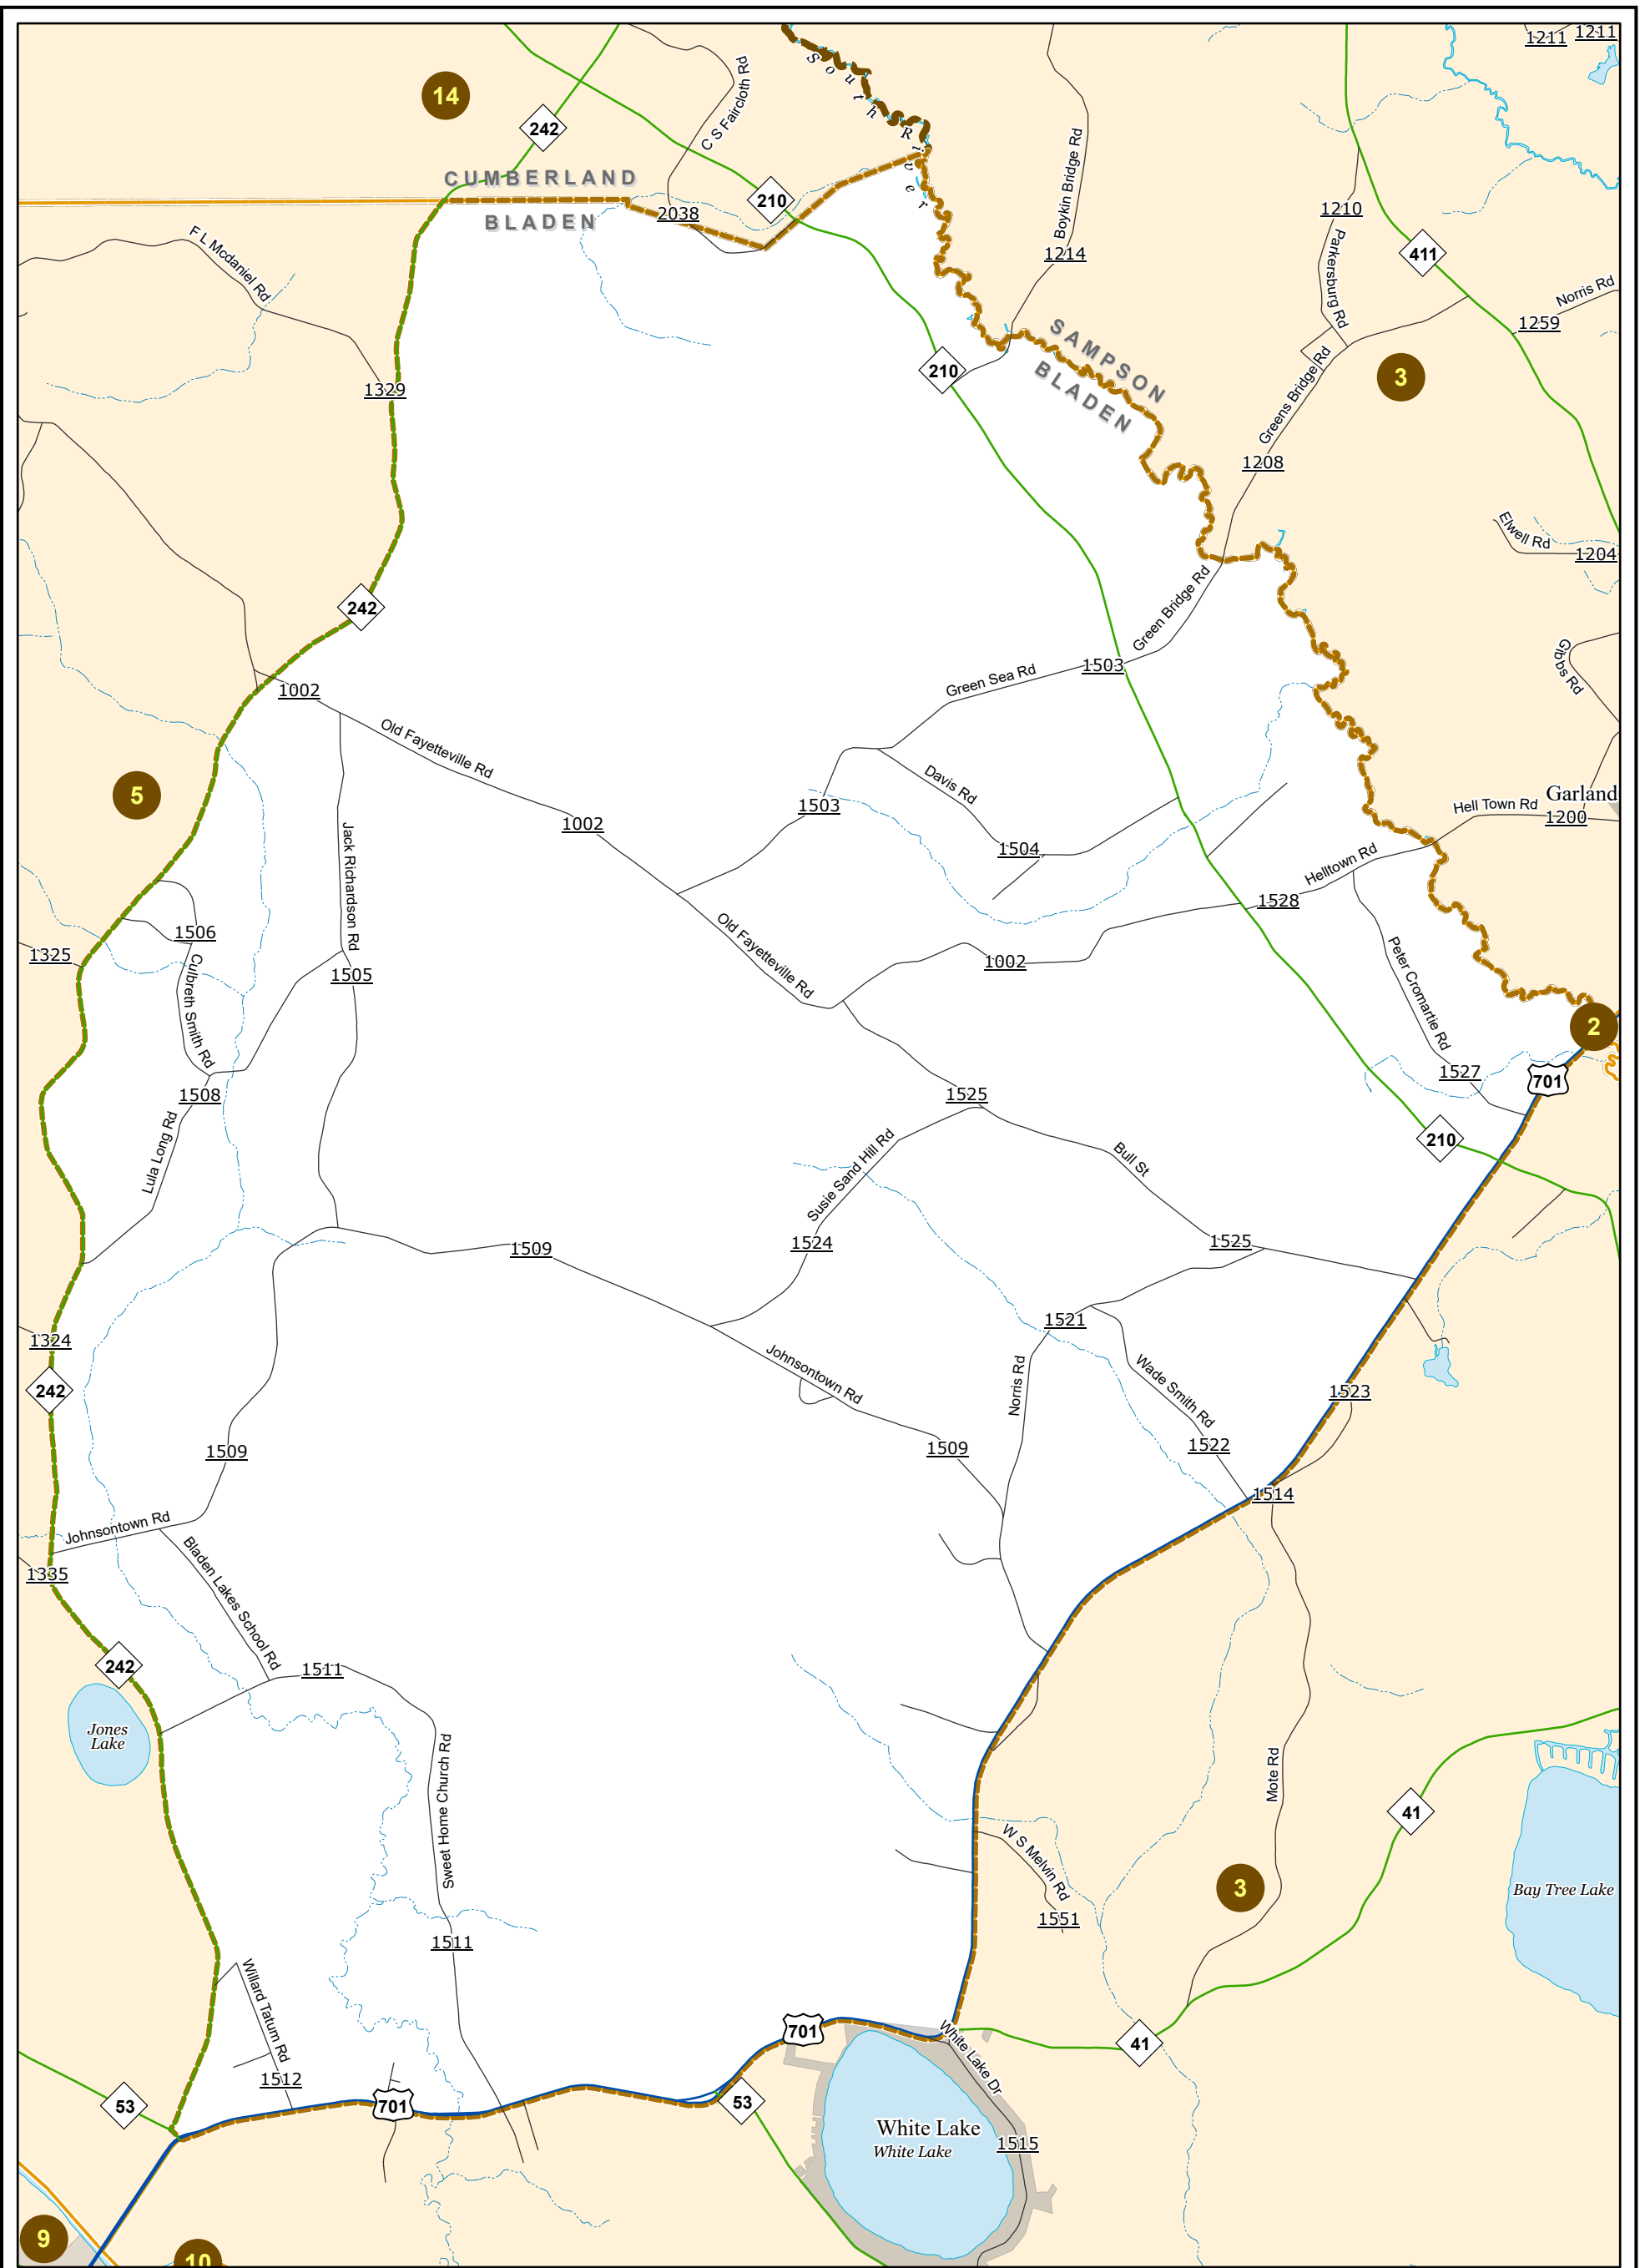 1211
1211
South River
14
C S Faircloth Rd
242
Boykin Bridge Rd
CUMBERLAND
BLADEN
210
2038
1210
F L Mcdaniel Rd
1214
Parkersburg Rd
411
Norris Rd
1259
SAMPSON
BLADEN
210
3
1329
Greens Bridge Rd
1208
Elwell Rd
1204
242
Green Bridge Rd
1503
Green Sea Rd
Gibbs Rd
1002
Old Fayetteville Rd
5
Davis Rd
1503
Hell Town Rd
Garland
1200
1002
Jack Richardson Rd
1504
Helltown Rd
1528
1506
Old Fayetteville Rd
1325
Culbreth Smith Rd
1505
1002
Peter Cromartie Rd
2
1527
701
1508
1525
210
Lula Long Rd
Susie Sand Hill Rd
Bull St
1524
1525
1509
1324
1521
Johnsontown Rd
Norris Rd
Wade Smith Rd
242
1523
1509
1509
1522
1514
Johnsontown Rd
Bladen Lakes School Rd
1335
242
1511
Jones
Lake
Sweet Home Church Rd
Mote Rd
41
W S Melvin Rd
3
Bay Tree Lake
1551
1511
Willard Tatum Rd
701
White Lake Dr
41
1512
53
701
53
White Lake
White Lake
1515
9
10